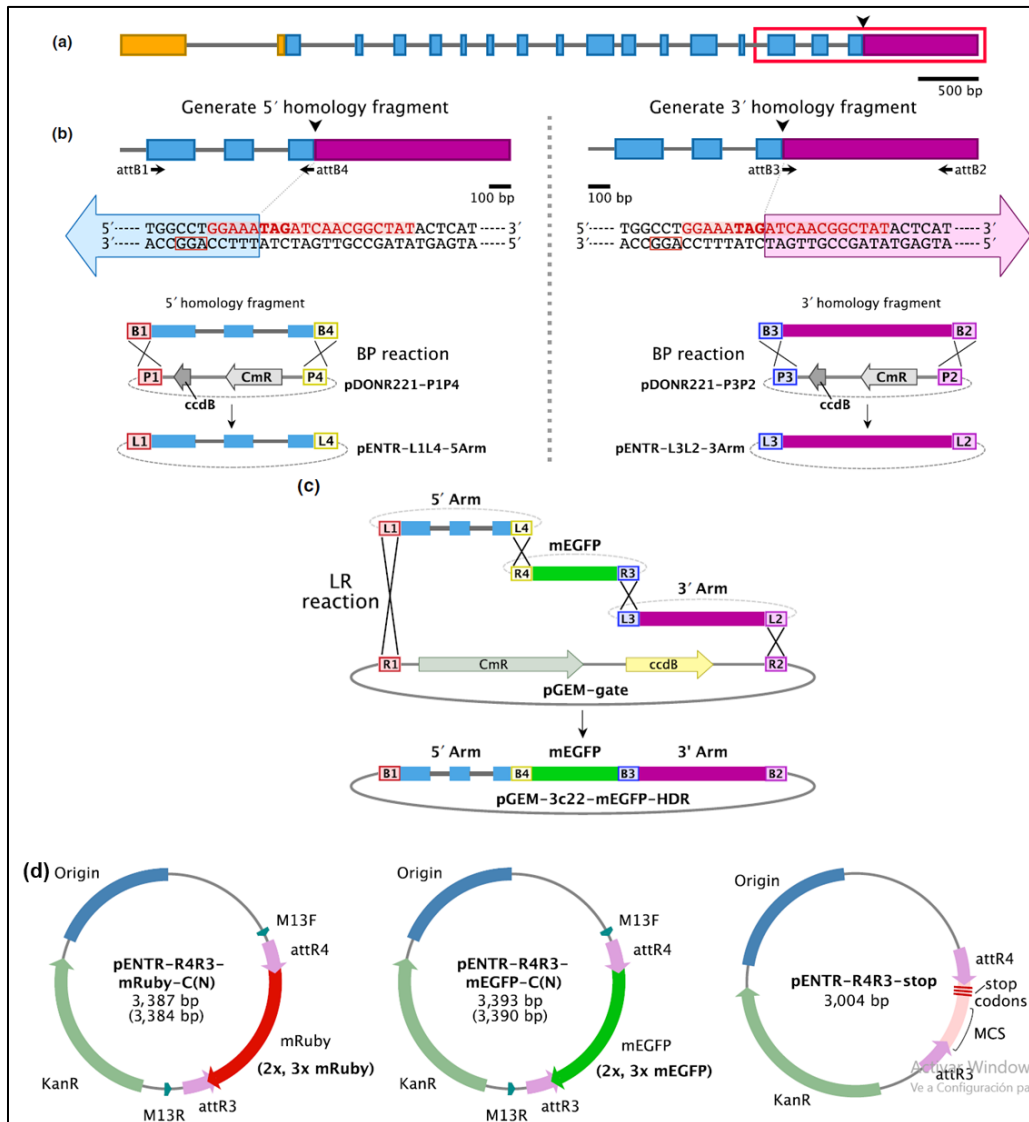 (a)
500 bp
Generate 5′ homology fragment
Generate 3′ homology fragment
(b)
attB1
attB4
attB3
attB2
100 bp
100 bp
5′ TGGCCTGGAAATAGATCAACGGCTATACTCAT 3′
3′ ACCGGACCTTTATCTAGTTGCCGATATGAGTA 5′
5′ TGGCCTGGAAATAGATCAACGGCTATACTCAT 3′
3′ ACCGGACCTTTATCTAGTTGCCGATATGAGTA 5′
5′ homology fragment
3′ homology fragment
B1 B4
B3 B2
BP reaction
BP reaction
P1 CmR P4
pDONR221-P1P4
P3 CmR P2
pDONR221-P3P2
ccdB
ccdB
L1 L4
pENTR-L1L4-5Arm
L3 L2
pENTR-L3L2-3Arm
(c)
5′ Arm
L1 L4
mEGFP
LR
reaction
R4 R3
3′ Arm
L3 L2
R1 CmR ccdB R2
pGEM-gate
5′ Arm mEGFP 3' Arm
B1 B4 B3 B2
pGEM-3c22-mEGFP-HDR
(d)
Origin
M13F
attR4
pENTR-R4R3-
mRuby-C(N)
3,387 bp
(3,384 bp)
mRuby
(2x, 3x mRuby)
KanR
attR3
M13R
Origin
M13F
attR4
pENTR-R4R3-
mEGFP-C(N)
3,393 bp
(3,390 bp)
mEGFP
(2x, 3x mEGFP)
KanR
attR3
M13R
Origin
attR4
pENTR-R4R3-stop
3,004 bp
stop
codons
MCS
attR3
KanR
Activar Window
Ve a Configuración pa